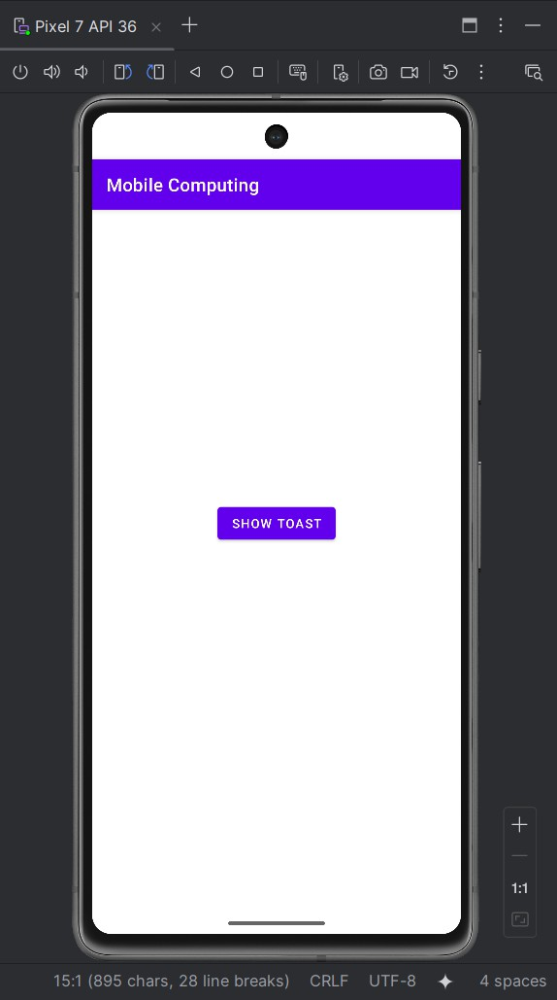 Pixel 7 API 36
Mobile Computing
SHOW TOAST
1:1
15:1 (895 chars, 28 line breaks) CRLF UTF-8 4 spaces